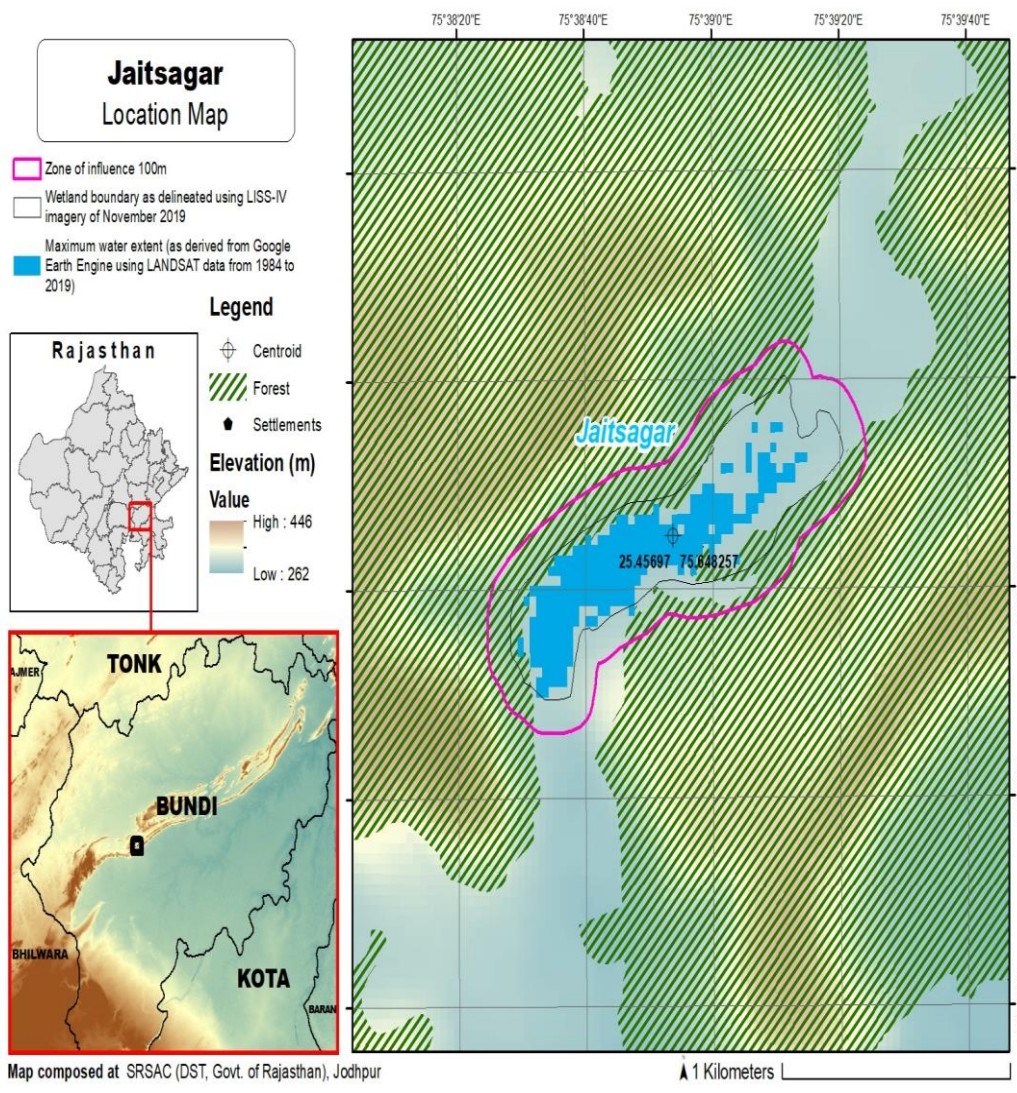 75°38'20"E 75°38'40"E 75°39'0"E 75°39'20"E 75°39'40"E
Jaitsagar
Location Map
Zone of influence 100m
Wetland boundary as delineated using LISS-IV
imagery of November 2019
Maximum water extent (as derived from Google
Earth Engine using LANDSAT data from 1984 to
2019)
Legend
Centroid
Forest
Settlements
Elevation (m)
Value
High : 446
Low : 262
Rajasthan
Jaitsagar
25.45697 75.648257
TONK
AJMER
BUNDI
BHILWARA
KOTA
BARAN
Map composed at SRSAC (DST, Govt. of Rajasthan), Jodhpur
1 Kilometers